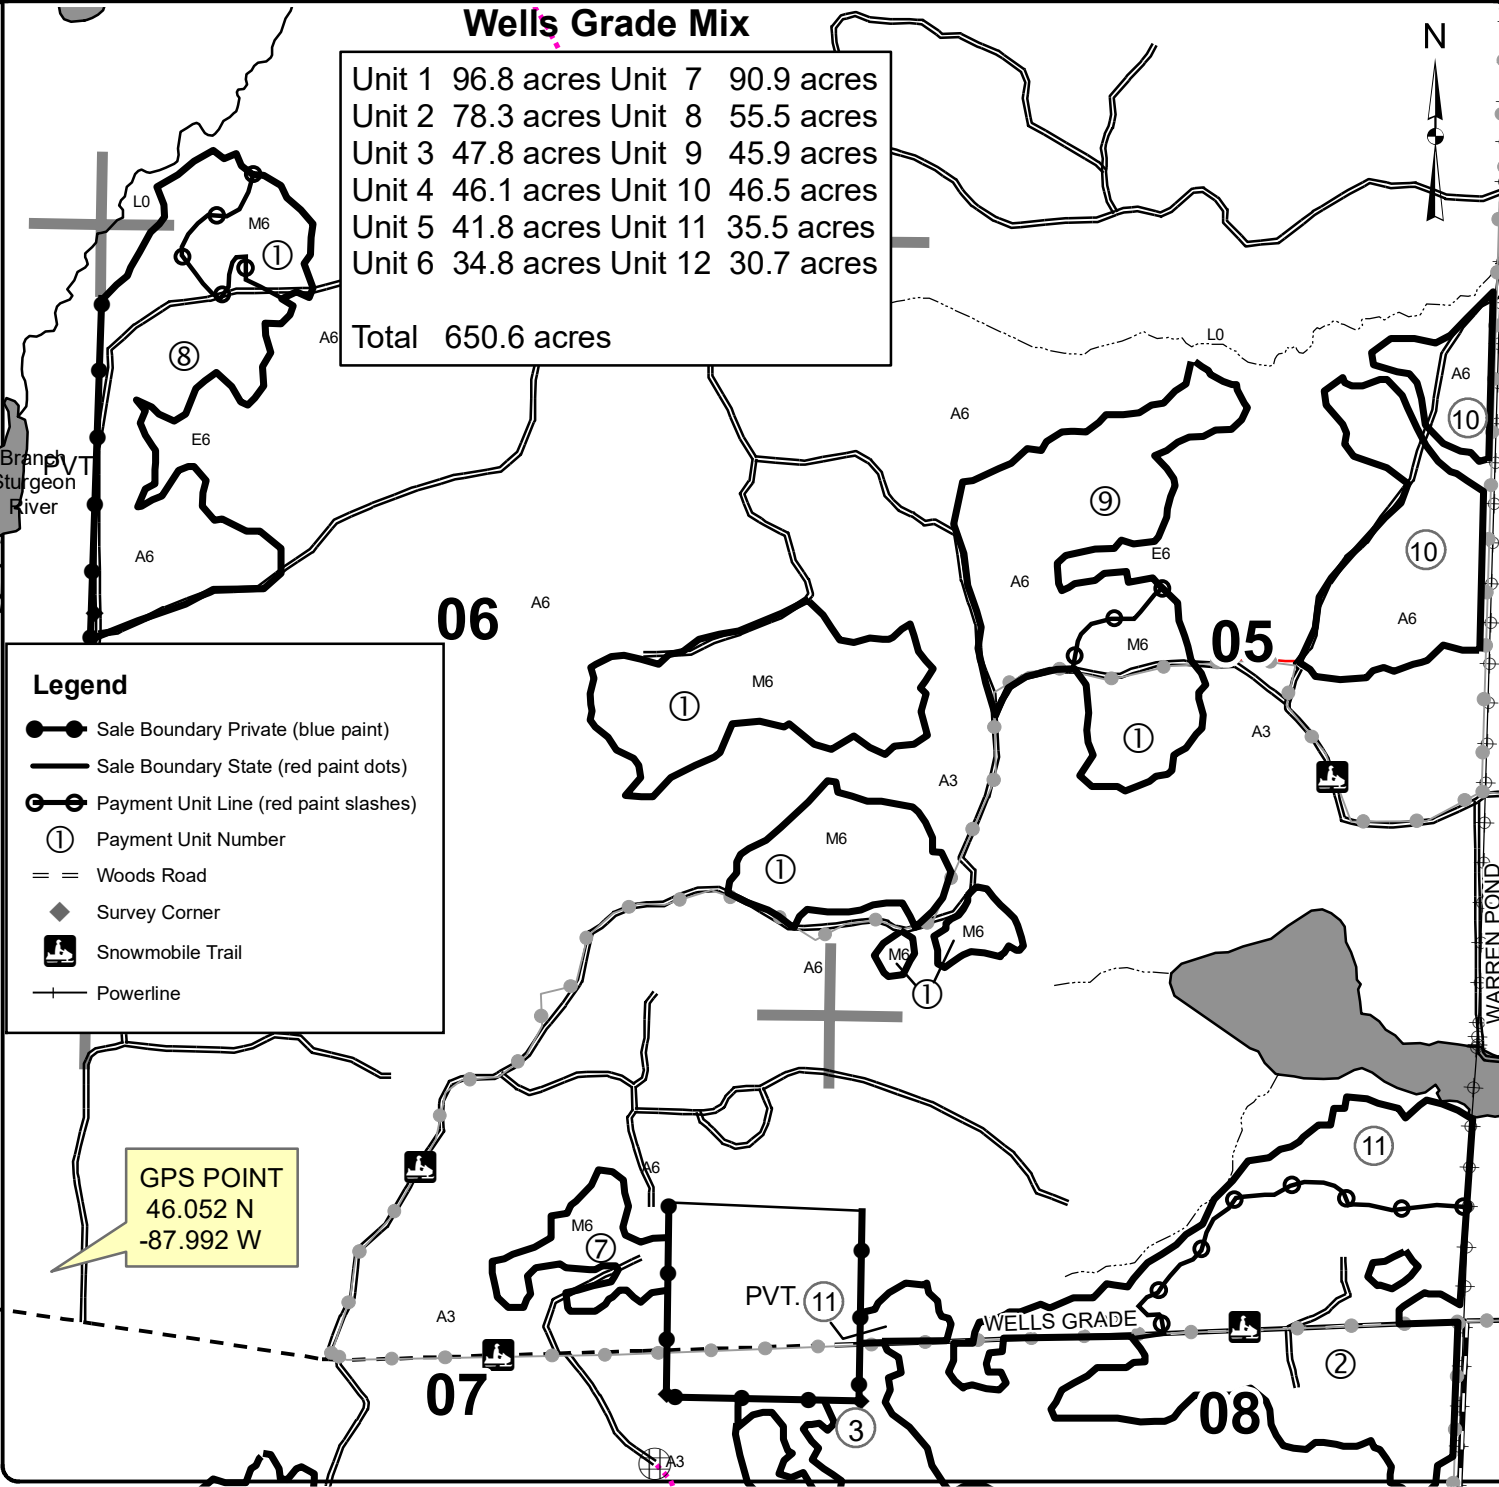 Wells Grade Mix
N
Unit 1 96.8 acres Unit 7 90.9 acres
Unit 2 78.3 acres Unit 8 55.5 acres
Unit 3 47.8 acres Unit 9 45.9 acres
Unit 4 46.1 acres Unit 10 46.5 acres
Unit 5 41.8 acres Unit 11 35.5 acres
Unit 6 34.8 acres Unit 12 30.7 acres
Total 650.6 acres
L0
M6
1
A6
8
L0
A6
A6
10
E6
Branch
PVT
Sturgeon
River
9
10
A6
E6
A6
06
A6
A6
M6
05
M6
1
1
A3
A3
M6
1
M6
M6
A6
1
WARREN POND
Legend
Sale Boundary Private (blue paint)
Sale Boundary State (red paint dots)
Payment Unit Line (red paint slashes)
1 Payment Unit Number
Woods Road
Survey Corner
Snowmobile Trail
Powerline
GPS POINT
46.052 N
-87.992 W
11
A6
M6
7
PVT.
11
A3
WELLS GRADE
2
07
08
3
A3